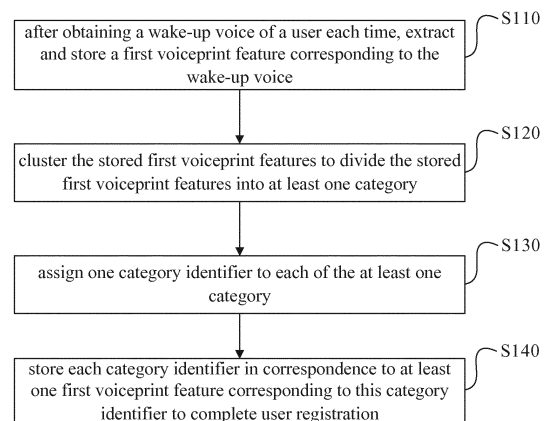 S110
after obtaining a wake-up voice of a user each time, extract
and store a first voiceprint feature corresponding to the
wake-up voice
S120
cluster the stored first voiceprint features to divide the stored
first voiceprint features into at least one category
S130
assign one category identifier to each of the at least one
category
S140
store each category identifier in correspondence to at least
one first voiceprint feature corresponding to this category
identifier to complete user registration